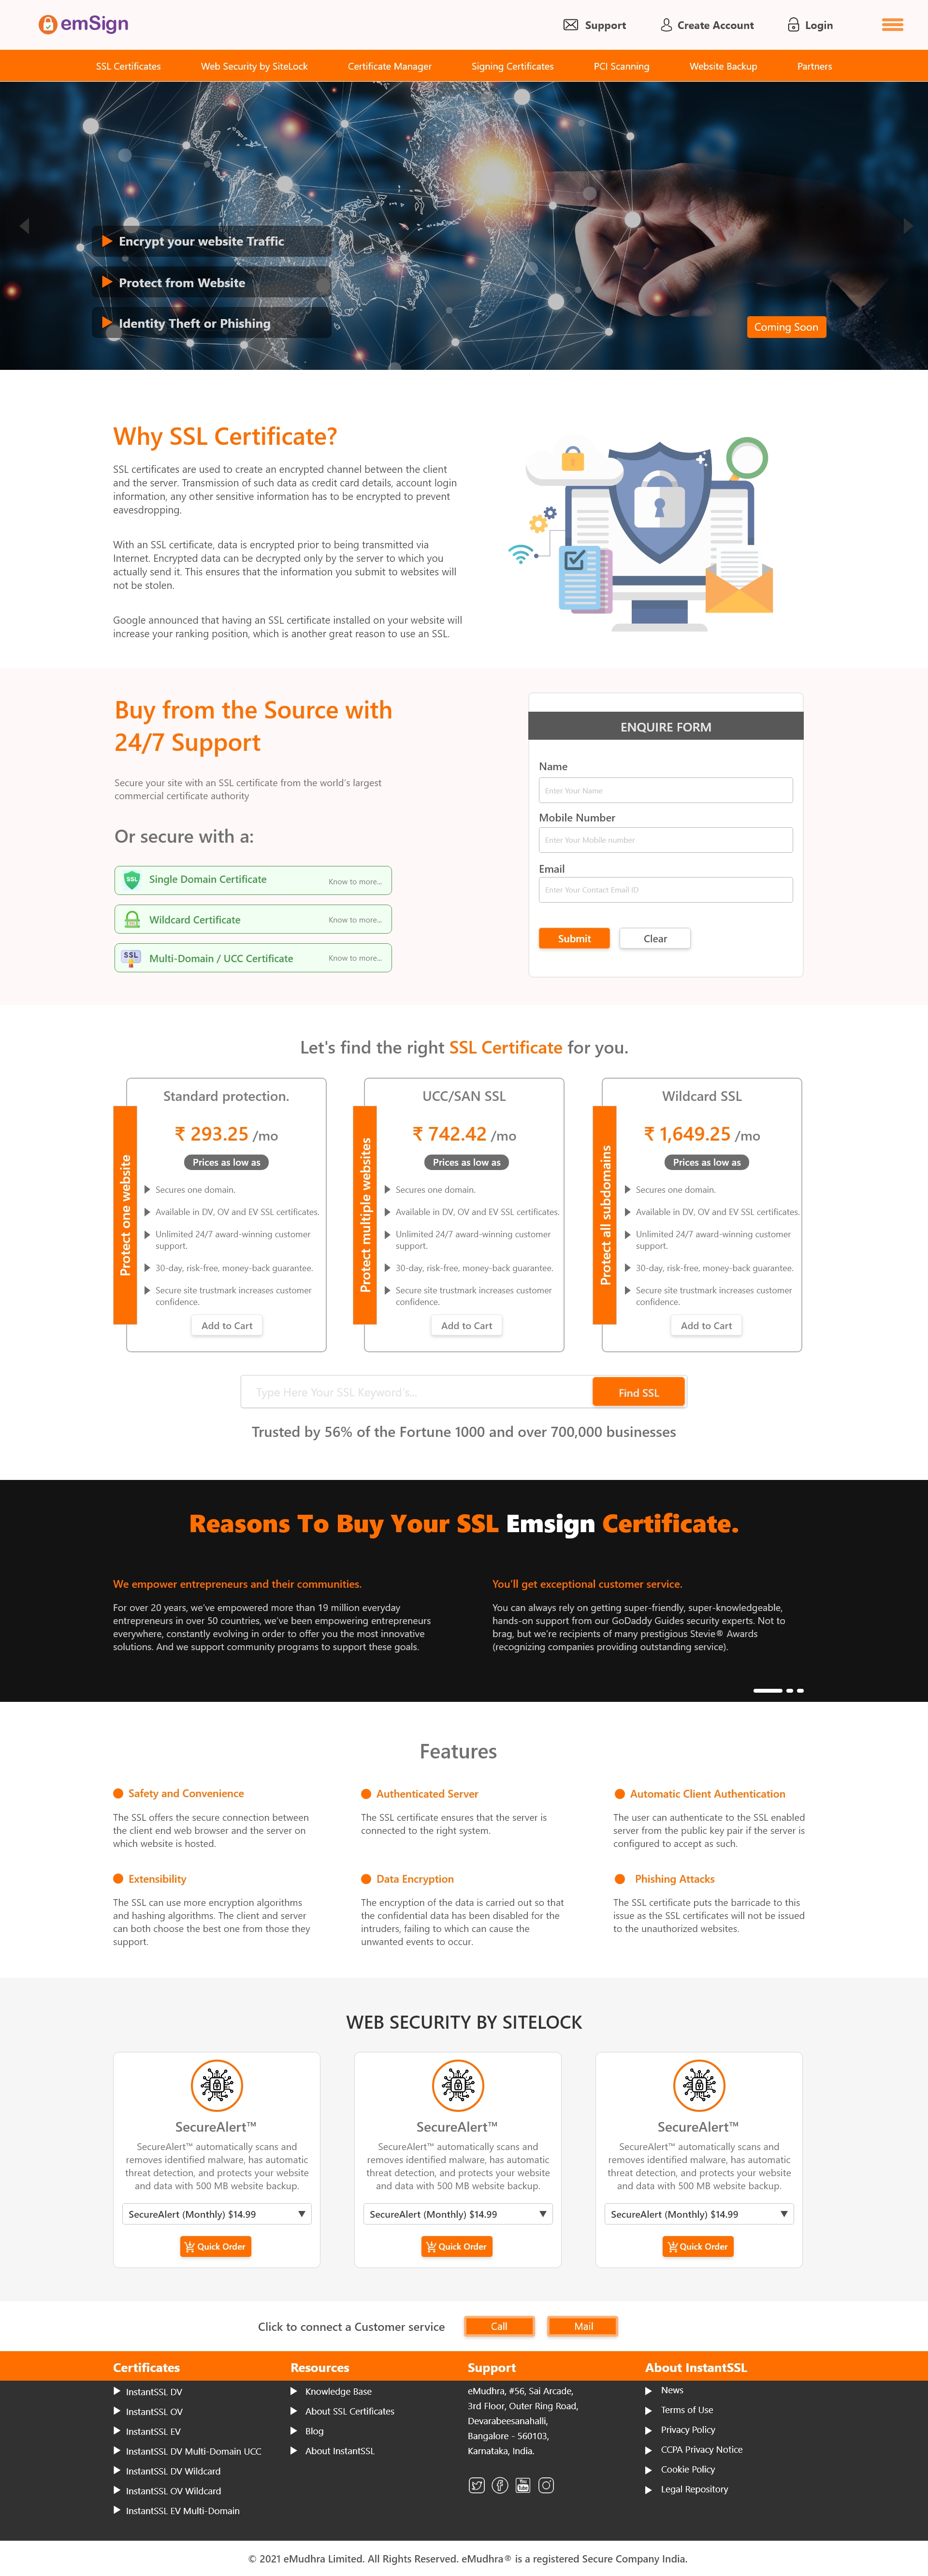 emSign
Support
Create Account
Login
SSL Certificates
Web Security by SiteLock
Certificate Manager
Signing Certificates
PCI Scanning
Website Backup
Partners
Encrypt your website Traffic
Protect from Website
Identity Theft or Phishing
Coming Soon
Why SSL Certificate?
SSL certificates are used to create an encrypted channel between the client
and the server. Transmission of such data as credit card details, account login
information, any other sensitive information has to be encrypted to prevent
eavesdropping.
With an SSL certificate, data is encrypted prior to being transmitted via
Internet. Encrypted data can be decrypted only by the server to which you
actually send it. This ensures that the information you submit to websites will
not be stolen.
Google announced that having an SSL certificate installed on your website will
increase your ranking position, which is another great reason to use an SSL.
Buy from the Source with
24/7 Support
Secure your site with an SSL certificate from the world's largest
commercial certificate authority
Or secure with a:
SSL
Single Domain Certificate
Know to more...
Wildcard Certificate
Know to more...
SSL
Multi-Domain / UCC Certificate
Know to more...
ENQUIRE FORM
Name
Enter Your Name
Mobile Number
Enter Your Mobile number
Email
Enter Your Contact Email ID
Submit
Clear
Let's find the right SSL Certificate for you.
Protect one website
Standard protection.
₹ 293.25 /mo
Prices as low as
Secures one domain.
Available in DV, OV and EV SSL certificates.
Unlimited 24/7 award-winning customer
support.
30-day, risk-free, money-back guarantee.
Secure site trustmark increases customer
confidence.
Add to Cart
Protect multiple websites
UCC/SAN SSL
₹ 742.42 /mo
Prices as low as
Secures one domain.
Available in DV, OV and EV SSL certificates.
Unlimited 24/7 award-winning customer
support.
30-day, risk-free, money-back guarantee.
Secure site trustmark increases customer
confidence.
Add to Cart
Protect all subdomains
Wildcard SSL
₹ 1,649.25 /mo
Prices as low as
Secures one domain.
Available in DV, OV and EV SSL certificates.
Unlimited 24/7 award-winning customer
support.
30-day, risk-free, money-back guarantee.
Secure site trustmark increases customer
confidence.
Add to Cart
Type Here Your SSL Keyword's...
Find SSL
Trusted by 56% of the Fortune 1000 and over 700,000 businesses
Reasons To Buy Your SSL Emsign Certificate.
We empower entrepreneurs and their communities.
For over 20 years, we've empowered more than 19 million everyday
entrepreneurs in over 50 countries, we've been empowering entrepreneurs
everywhere, constantly evolving in order to offer you the most innovative
solutions. And we support community programs to support these goals.
You'll get exceptional customer service.
You can always rely on getting super-friendly, super-knowledgeable,
hands-on support from our GoDaddy Guides security experts. Not to
brag, but we're recipients of many prestigious Stevie® Awards
(recognizing companies providing outstanding service).
Features
Safety and Convenience
The SSL offers the secure connection between
the client end web browser and the server on
which website is hosted.
Authenticated Server
The SSL certificate ensures that the server is
connected to the right system.
Automatic Client Authentication
The user can authenticate to the SSL enabled
server from the public key pair if the server is
configured to accept as such.
Extensibility
The SSL can use more encryption algorithms
and hashing algorithms. The client and server
can both choose the best one from those they
support.
Data Encryption
The encryption of the data is carried out so that
the confidential data has been disabled for the
intruders, failing to which can cause the
unwanted events to occur.
Phishing Attacks
The SSL certificate puts the barricade to this
issue as the SSL certificates will not be issued
to the unauthorized websites.
WEB SECURITY BY SITELOCK
SecureAlert™
SecureAlert™ automatically scans and
removes identified malware, has automatic
threat detection, and protects your website
and data with 500 MB website backup.
SecureAlert (Monthly) $14.99
Quick Order
SecureAlert™
SecureAlert™ automatically scans and
removes identified malware, has automatic
threat detection, and protects your website
and data with 500 MB website backup.
SecureAlert (Monthly) $14.99
Quick Order
SecureAlert™
SecureAlert™ automatically scans and
removes identified malware, has automatic
threat detection, and protects your website
and data with 500 MB website backup.
SecureAlert (Monthly) $14.99
Quick Order
Click to connect a Customer service
Call
Mail
Certificates
InstantSSL DV
InstantSSL OV
InstantSSL EV
InstantSSL DV Multi-Domain UCC
InstantSSL DV Wildcard
InstantSSL OV Wildcard
InstantSSL EV Multi-Domain
Resources
Knowledge Base
About SSL Certificates
Blog
About InstantSSL
Support
eMudhra, #56, Sai Arcade,
3rd Floor, Outer Ring Road,
Devarabeesanahalli,
Bangalore - 560103,
Karnataka, India.
You
Tube
About InstantSSL
News
Terms of Use
Privacy Policy
CCPA Privacy Notice
Cookie Policy
Legal Repository
© 2021 eMudhra Limited. All Rights Reserved. eMudhra® is a registered Secure Company India.